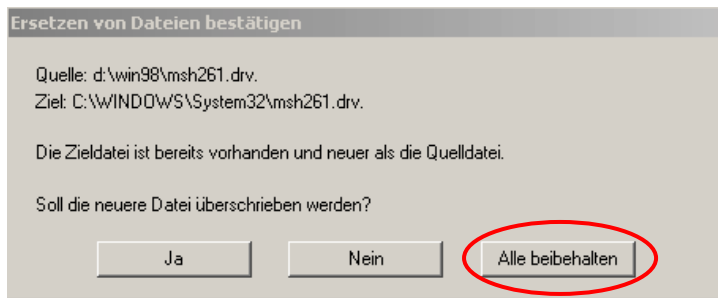 Ersetzen von Dateien bestätigen
Quelle: d:\win98\msh261.drv.
Ziel: C:\WINDOWS\System32\msh261.drv.
Die Zieldatei ist bereits vorhanden und neuer als die Quelldatei.
Soll die neuere Datei überschrieben werden?
Ja Nein Alle beibehalten